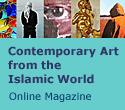 Contemporary Art
from the
Islamic World
Online Magazine